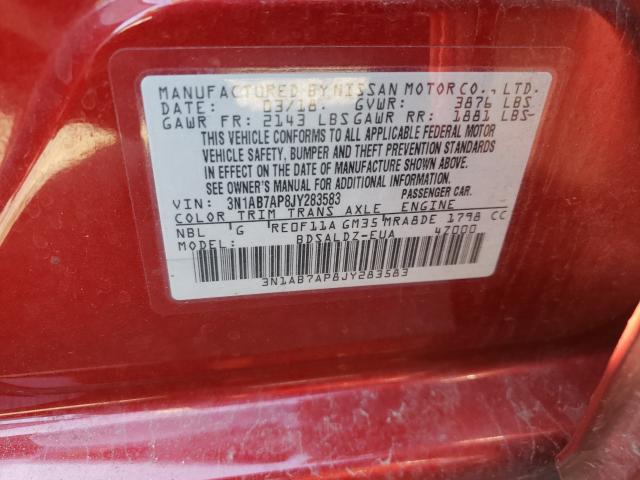 MANUFACTURED BY NISSAN MOTOR CO., LTD.
DATE: 03/18 GVWR: 3876 LBS
GAWR FR: 2143 LBS GAWR RR: 1881 LBS
THIS VEHICLE CONFORMS TO ALL APPLICABLE FEDERAL MOTOR
VEHICLE SAFETY, BUMPER AND THEFT PREVENTION STANDARDS
IN EFFECT ON THE DATE OF MANUFACTURE SHOWN ABOVE.
SEE OWNER'S MANUAL FOR ADDITIONAL INFORMATION.
VIN: 3N1AB7AP8JY283583 PASSENGER CAR
COLOR TRIM TRANS AXLE ENGINE
NBL G RE0F11A GM35 MRA8DE 1798 CC
MODEL: BDSALDZ-EUA 47000
3N1AB7AP8JY283583